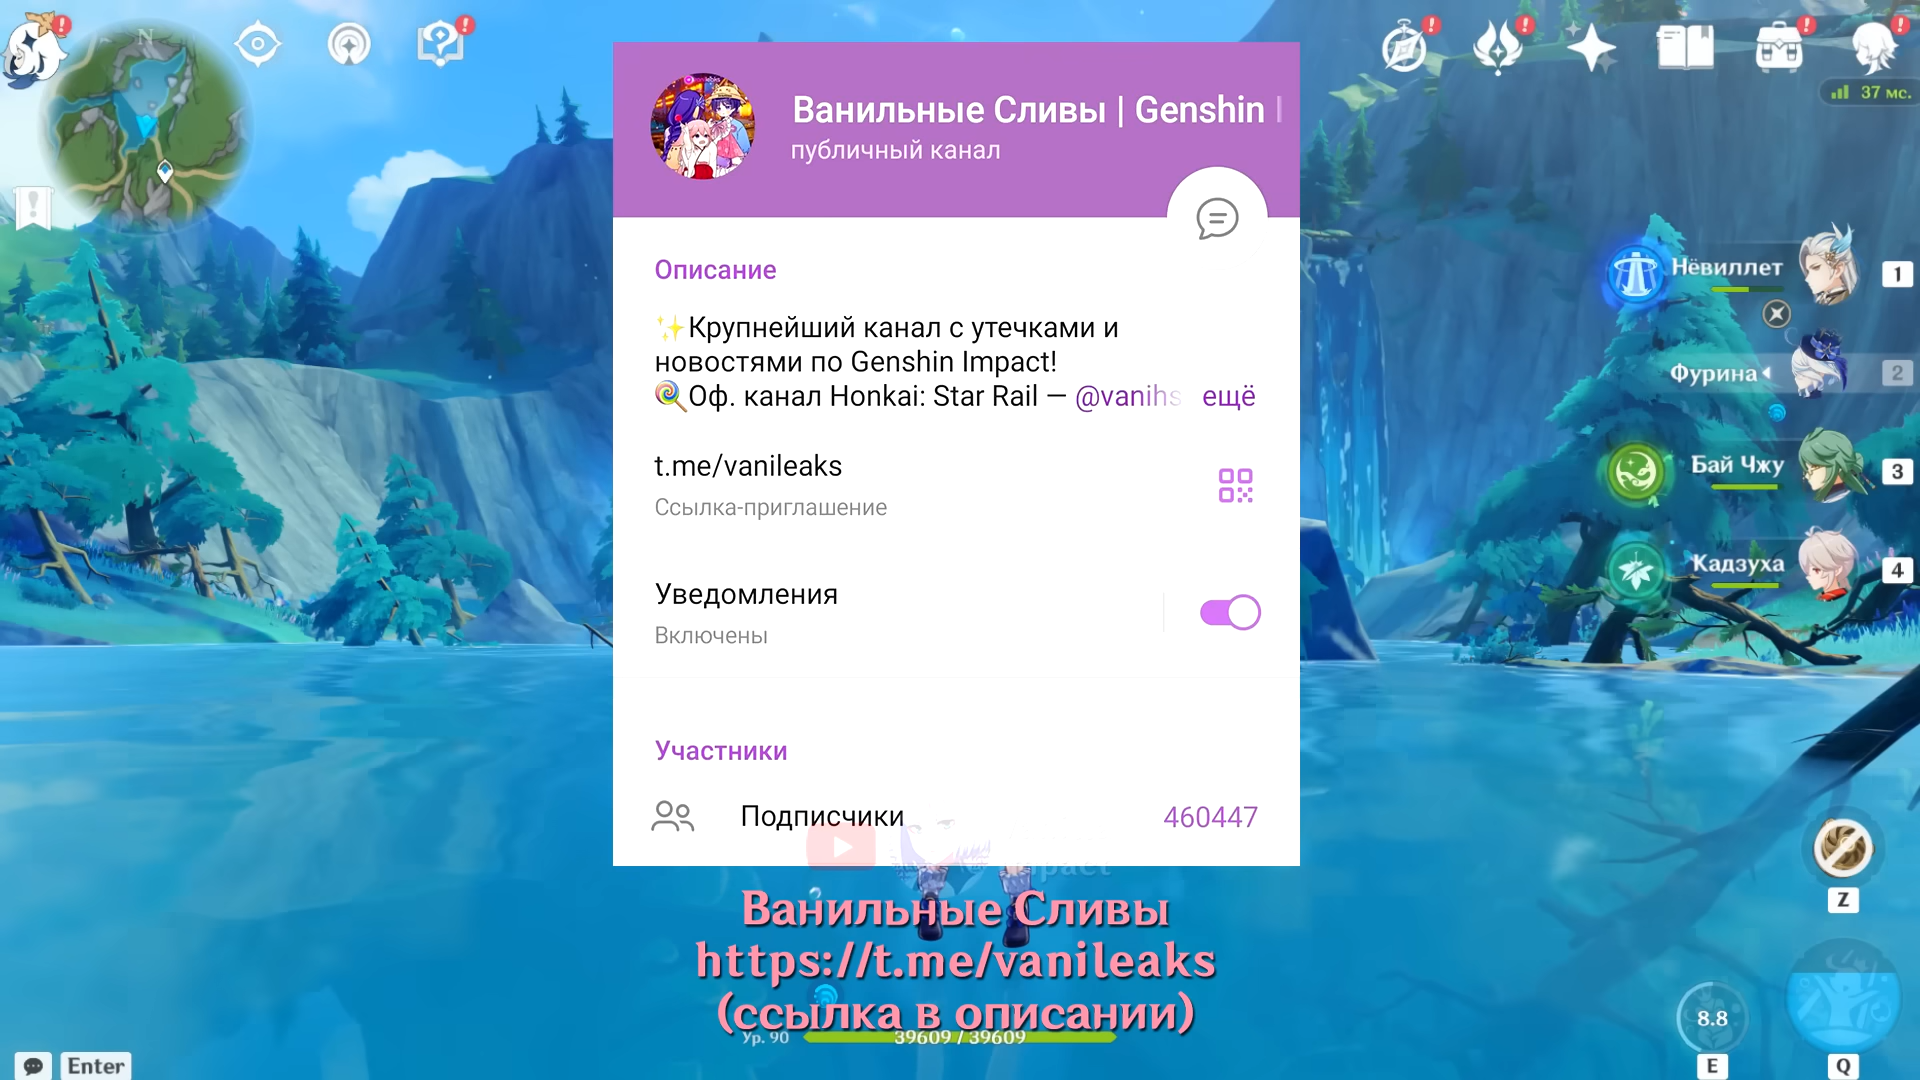 N
37 мс.
Ванильные Сливы | Genshin
публичный канал
Описание
✨Крупнейший канал с утечками и
новостями по Genshin Impact!
🍭Оф. канал Honkai: Star Rail — @vanihs ещё
t.me/vanileaks
Ссылка-приглашение
Уведомления
Включены
Участники
Подписчики 460447
Нёвиллет 1
Фурина 2
Бай Чжу 3
Кадзуха 4
Z
Ванильные Сливы
https://t.me/vanileaks
(ссылка в описании)
Ур. 90 39609 / 39609
8.8
Enter
E
Q